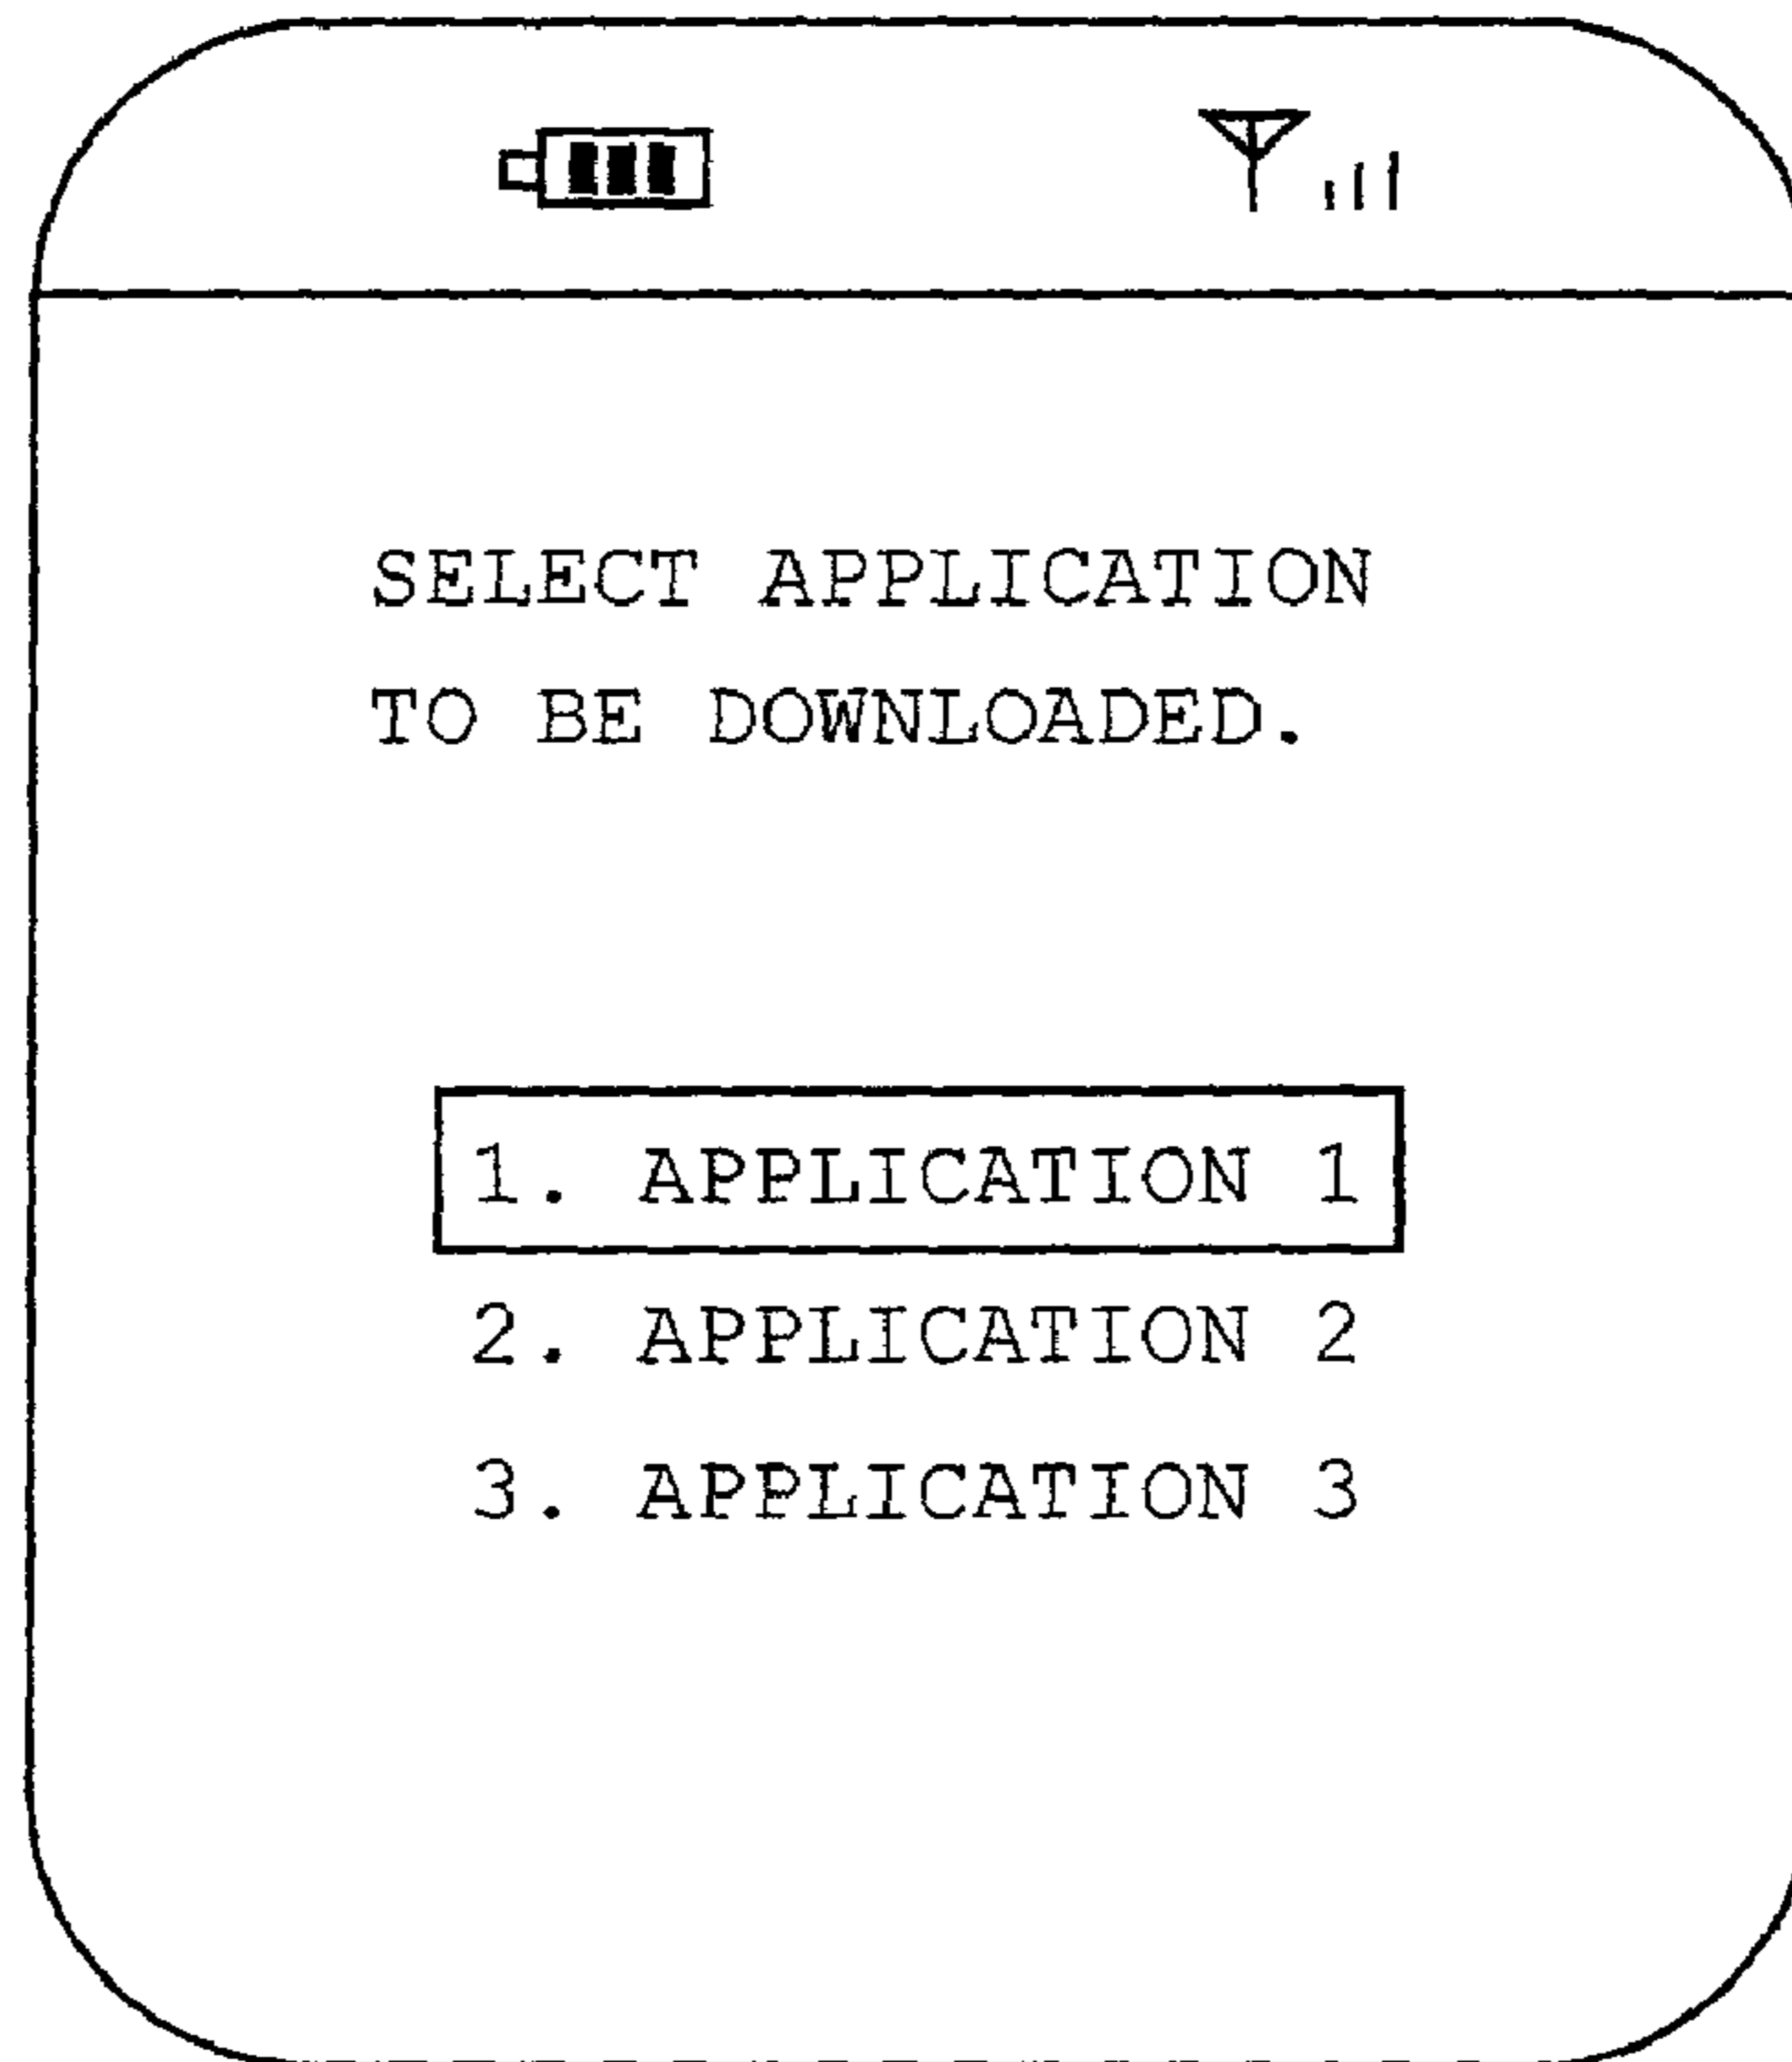 SELECT APPLICATION
TO BE DOWNLOADED.
1. APPLICATION 1
2. APPLICATION 2
3. APPLICATION 3